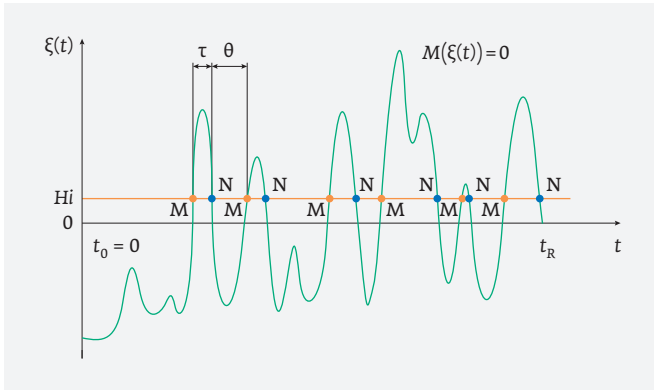 ξ(t)
τ θ
M(ξ(t))=0
N N N N N N
Hi
M M M M M M
0
t₀ = 0
t_R
t